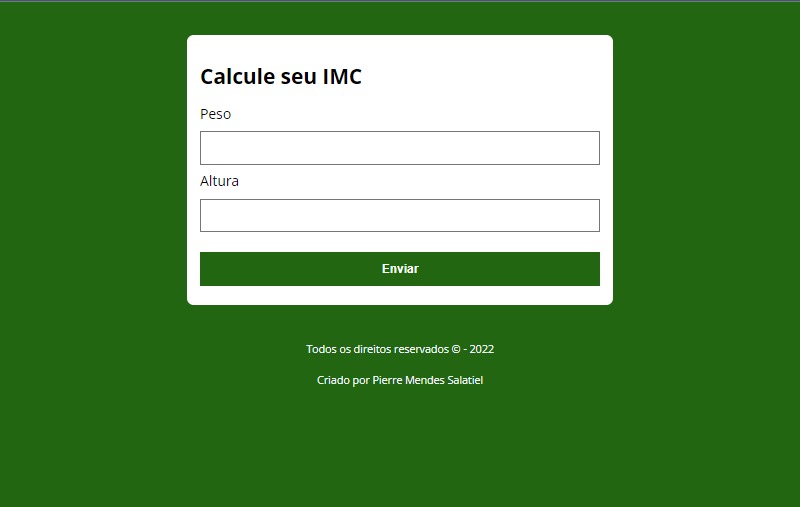 Calcule seu IMC
Peso
Altura
Enviar
Todos os direitos reservados © - 2022
Criado por Pierre Mendes Salatiel